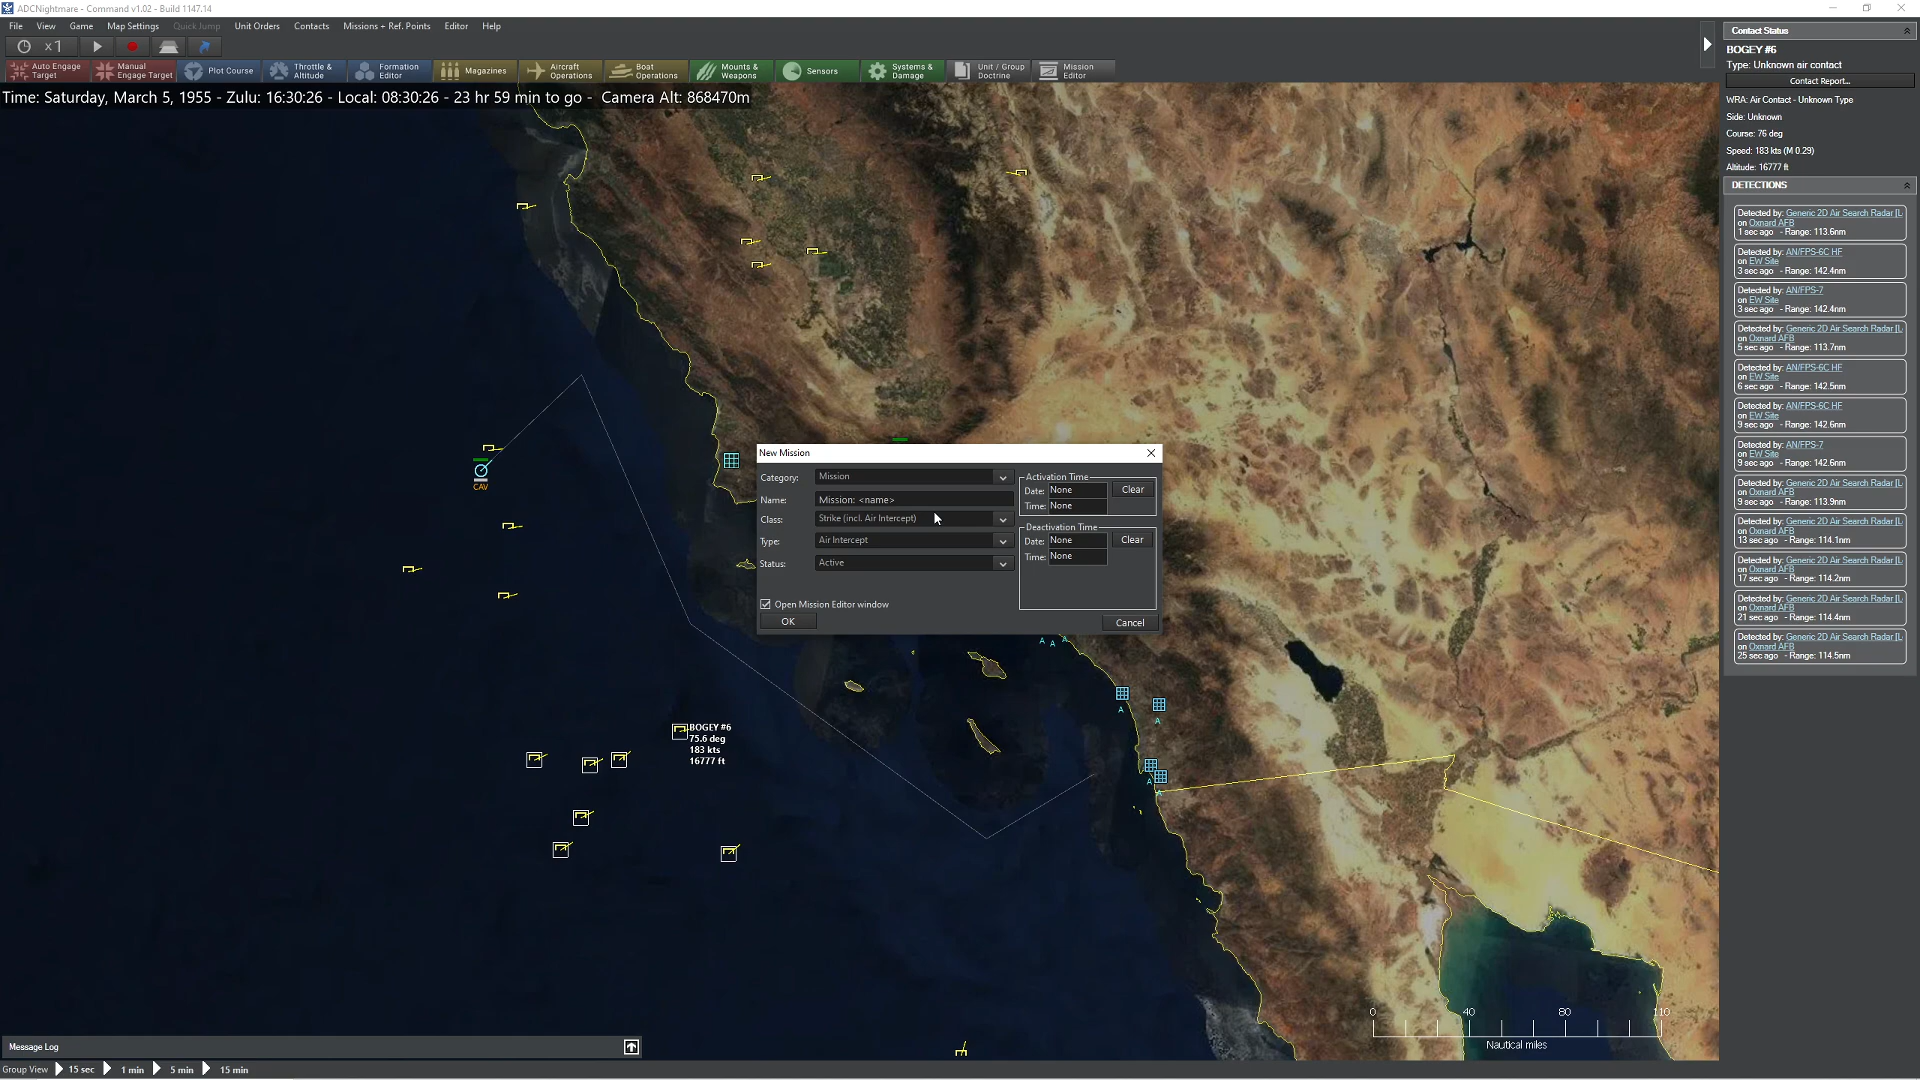 ADCNightmare - Command v1.02 - Build 1147.14
File View Game Map Settings Quick Jump Unit Orders Contacts Missions + Ref. Points Editor Help
x1
Auto Engage Target
Manual Engage Target
Plot Course
Throttle & Altitude
Formation Editor
Magazines
Aircraft Operations
Boat Operations
Mounts & Weapons
Sensors
Systems & Damage
Unit / Group Doctrine
Mission Editor
Time: Saturday, March 5, 1955 - Zulu: 16:30:26 - Local: 08:30:26 - 23 hr 59 min to go - Camera Alt: 868470m
CAV
New Mission
Category: Mission
Name: Mission: <name>
Class: Strike (incl. Air Intercept)
Type: Air Intercept
Status: Active
Open Mission Editor window
OK
Activation Time
Date: None Clear
Time: None
Deactivation Time
Date: None Clear
Time: None
Cancel
A A A
A
A
A
A
BOGEY #6
75.6 deg
183 kts
16777 ft
0 40 80 110
Nautical miles
Message Log
Group View 15 sec 1 min 5 min 15 min
Contact Status
BOGEY #6
Type: Unknown air contact
Contact Report...
WRA: Air Contact - Unknown Type
Side: Unknown
Course: 76 deg
Speed: 183 kts (M 0.29)
Altitude: 16777 ft
DETECTIONS
Detected by: Generic 2D Air Search Radar [L
on Oxnard AFB
1 sec ago - Range: 113.6nm
Detected by: AN/FPS-6C HF
on EW Site
3 sec ago - Range: 142.4nm
Detected by: AN/FPS-7
on EW Site
3 sec ago - Range: 142.4nm
Detected by: Generic 2D Air Search Radar [L
on Oxnard AFB
5 sec ago - Range: 113.7nm
Detected by: AN/FPS-6C HF
on EW Site
6 sec ago - Range: 142.5nm
Detected by: AN/FPS-6C HF
on EW Site
9 sec ago - Range: 142.6nm
Detected by: AN/FPS-7
on EW Site
9 sec ago - Range: 142.6nm
Detected by: Generic 2D Air Search Radar [L
on Oxnard AFB
9 sec ago - Range: 113.9nm
Detected by: Generic 2D Air Search Radar [L
on Oxnard AFB
13 sec ago - Range: 114.1nm
Detected by: Generic 2D Air Search Radar [L
on Oxnard AFB
17 sec ago - Range: 114.2nm
Detected by: Generic 2D Air Search Radar [L
on Oxnard AFB
21 sec ago - Range: 114.4nm
Detected by: Generic 2D Air Search Radar [L
on Oxnard AFB
25 sec ago - Range: 114.5nm